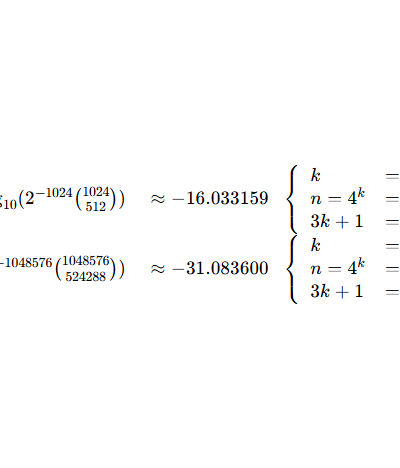 10(2^{-1024}\binom{1024}{512}) ≈ −16.033159 { k =
n = 4^k =
3k + 1 =
-1048576 \binom{1048576}{524288}) ≈ −31.083600 { k =
n = 4^k =
3k + 1 =